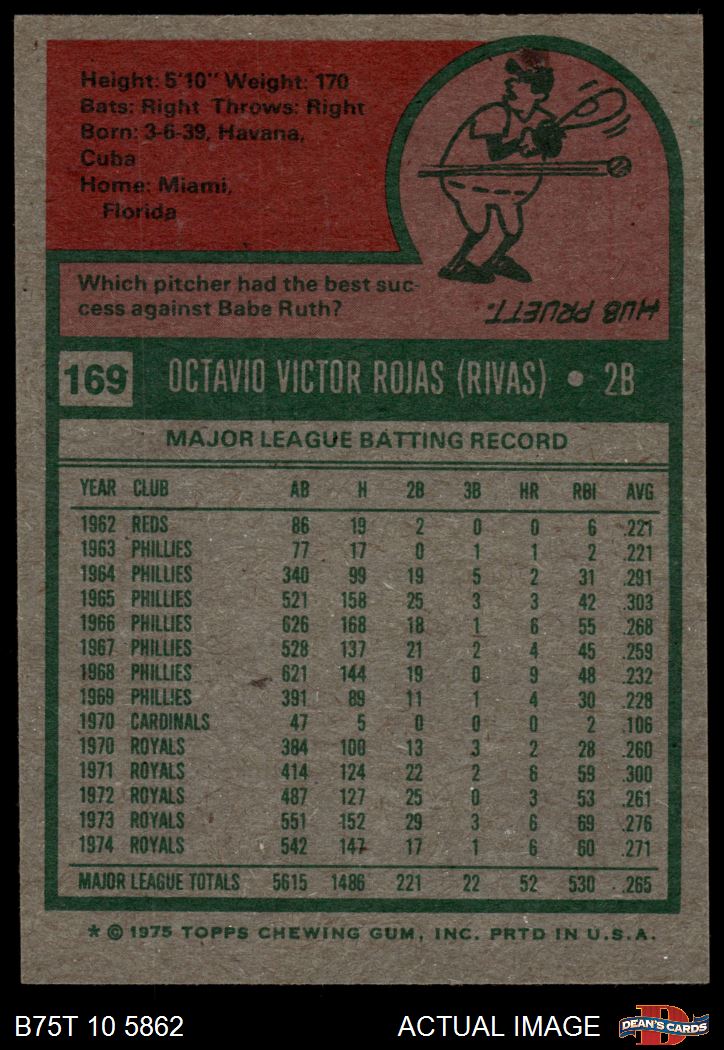 Height: 5'10" Weight: 170
Bats: Right Throws: Right
Born: 3-6-39, Havana,
Cuba
Home: Miami,
Florida
Which pitcher had the best suc-
cess against Babe Ruth?
HUB PRUETT.
169 OCTAVIO VICTOR ROJAS (RIVAS) • 2B
MAJOR LEAGUE BATTING RECORD
YEAR CLUB AB H 2B 3B HR RBI AVG
1962 REDS 86 19 2 0 0 6 .221
1963 PHILLIES 77 17 0 1 1 2 .221
1964 PHILLIES 340 99 19 5 2 31 .291
1965 PHILLIES 521 158 25 3 3 42 .303
1966 PHILLIES 626 168 18 1 6 55 .268
1967 PHILLIES 528 137 21 2 4 45 .259
1968 PHILLIES 621 144 19 0 9 48 .232
1969 PHILLIES 391 89 11 1 4 30 .228
1970 CARDINALS 47 5 0 0 0 2 .106
1970 ROYALS 384 100 13 3 2 28 .260
1971 ROYALS 414 124 22 2 6 59 .300
1972 ROYALS 487 127 25 0 3 53 .261
1973 ROYALS 551 152 29 3 6 69 .276
1974 ROYALS 542 147 17 1 6 60 .271
MAJOR LEAGUE TOTALS 5615 1486 221 22 52 530 .265
* © 1975 TOPPS CHEWING GUM, INC. PRTD IN U.S.A.
B75T 10 5862 ACTUAL IMAGE DEAN'S CARDS